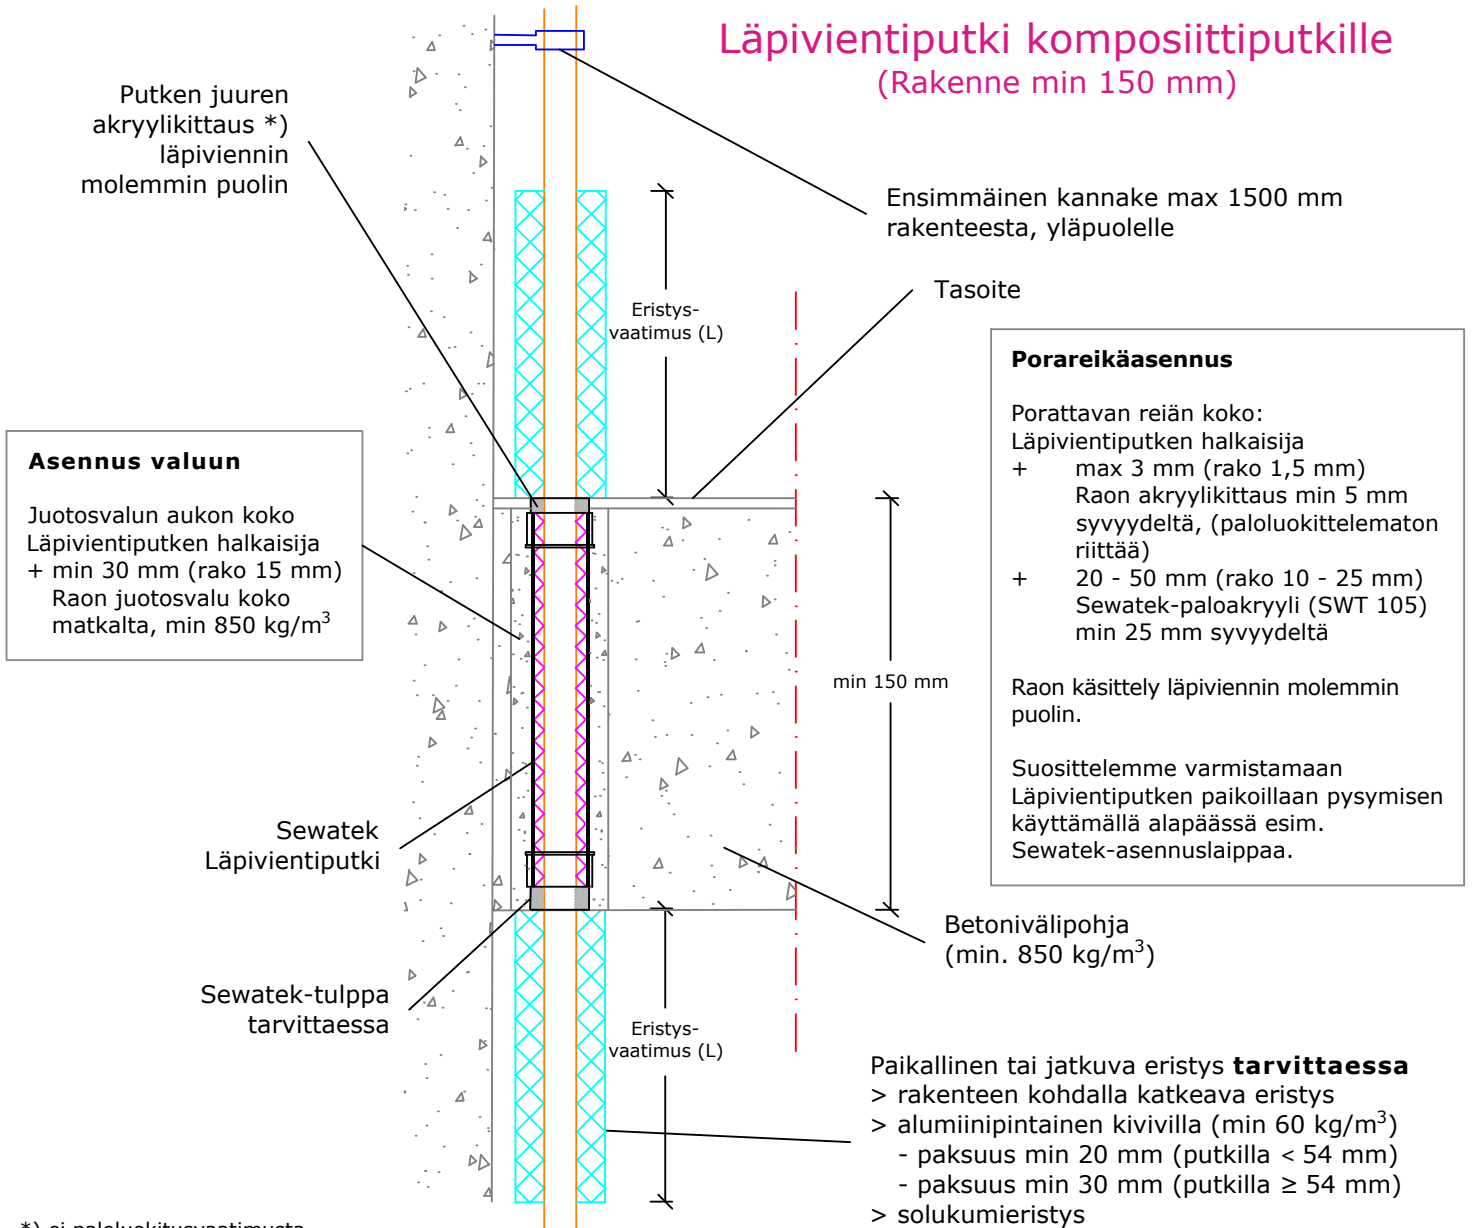 Läpivientiputki komposiittiputkille
(Rakenne min 150 mm)
Putken juuren
akryylikittaus *)
läpiviennin
molemmin puolin
Ensimmäinen kannake max 1500 mm
rakenteesta, yläpuolelle
Tasoite
Eristys-
vaatimus (L)
Porareikäasennus
Porattavan reiän koko:
Läpivientiputken halkaisija
+ max 3 mm (rako 1,5 mm)
Raon akryylikittaus min 5 mm
syvyydeltä, (paloluokittelematon
riittää)
+ 20 - 50 mm (rako 10 - 25 mm)
Sewatek-paloakryyli (SWT 105)
min 25 mm syvyydeltä
Raon käsittely läpiviennin molemmin
puolin.
Suosittelemme varmistamaan
Läpivientiputken paikoillaan pysymisen
käyttämällä alapäässä esim.
Sewatek-asennuslaippaa.
Asennus valuun
Juotosvalun aukon koko
Läpivientiputken halkaisija
+ min 30 mm (rako 15 mm)
Raon juotosvalu koko
matkalta, min 850 kg/m³
min 150 mm
Sewatek
Läpivientiputki
Betonivälipohja
(min. 850 kg/m³)
Sewatek-tulppa
tarvittaessa
Eristys-
vaatimus (L)
Paikallinen tai jatkuva eristys tarvittaessa
> rakenteen kohdalla katkeava eristys
> alumiinipintainen kivivilla (min 60 kg/m³)
- paksuus min 20 mm (putkilla < 54 mm)
- paksuus min 30 mm (putkilla ≥ 54 mm)
> solukumieristys
*) ei paloluokitusvaatimusta